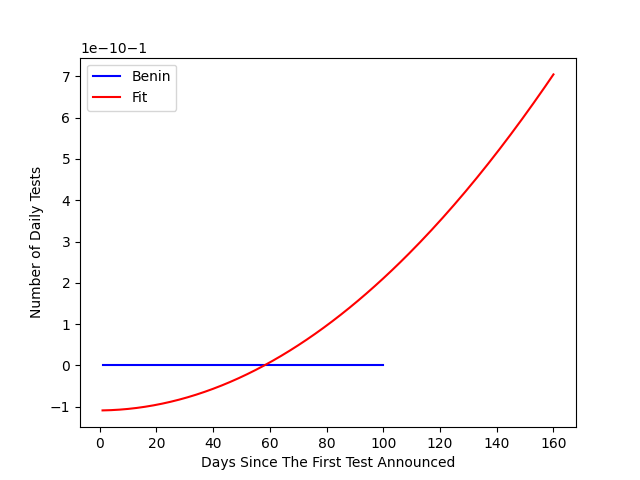 1e−10−1
Benin
Fit
7
6
5
4
3
2
1
0
−1
Number of Daily Tests
0 20 40 60 80 100 120 140 160
Days Since The First Test Announced